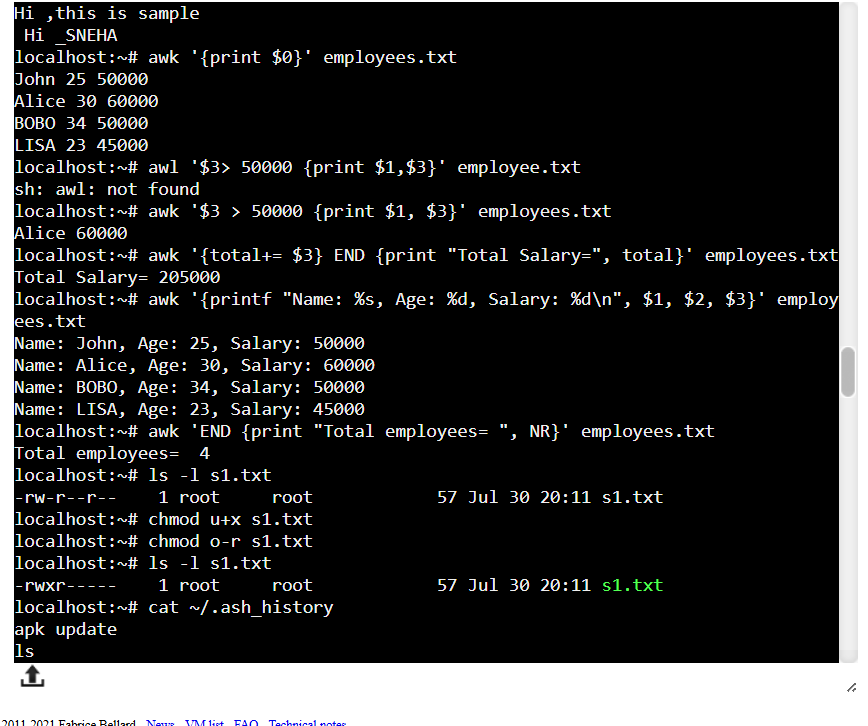 Hi ,this is sample
 Hi _SNEHA
localhost:~# awk '{print $0}' employees.txt
John 25 50000
Alice 30 60000
BOBO 34 50000
LISA 23 45000
localhost:~# awl '$3> 50000 {print $1,$3}' employee.txt
sh: awl: not found
localhost:~# awk '$3 > 50000 {print $1, $3}' employees.txt
Alice 60000
localhost:~# awk '{total+= $3} END {print "Total Salary=", total}' employees.txt
Total Salary= 205000
localhost:~# awk '{printf "Name: %s, Age: %d, Salary: %d\n", $1, $2, $3}' employ
ees.txt
Name: John, Age: 25, Salary: 50000
Name: Alice, Age: 30, Salary: 60000
Name: BOBO, Age: 34, Salary: 50000
Name: LISA, Age: 23, Salary: 45000
localhost:~# awk 'END {print "Total employees= ", NR}' employees.txt
Total employees=  4
localhost:~# ls -l s1.txt
-rw-r--r--    1 root     root            57 Jul 30 20:11 s1.txt
localhost:~# chmod u+x s1.txt
localhost:~# chmod o-r s1.txt
localhost:~# ls -l s1.txt
-rwxr-----    1 root     root            57 Jul 30 20:11 s1.txt
localhost:~# cat ~/.ash_history
apk update
ls
2011-2021 Fabrice Bellard - News - VM list - FAQ - Technical notes